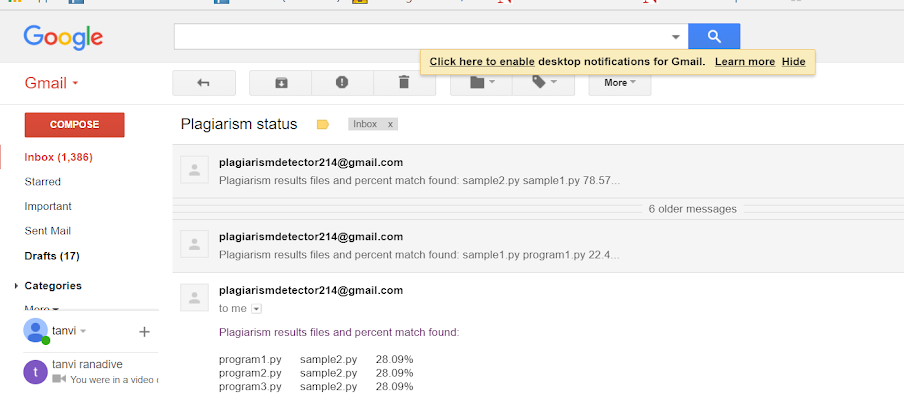 Google
Click here to enable desktop notifications for Gmail. Learn more Hide
Gmail
More
COMPOSE
Plagiarism status
Inbox x
Inbox (1,386)
Starred
Important
Sent Mail
Drafts (17)
Categories
More
tanvi
tanvi ranadive
t
You were in a video
plagiarismdetector214@gmail.com
Plagiarism results files and percent match found: sample2.py sample1.py 78.57...
6 older messages
plagiarismdetector214@gmail.com
Plagiarism results files and percent match found: sample1.py program1.py 22.4...
plagiarismdetector214@gmail.com
to me
Plagiarism results files and percent match found:
program1.py sample2.py 28.09%
program2.py sample2.py 28.09%
program3.py sample2.py 28.09%